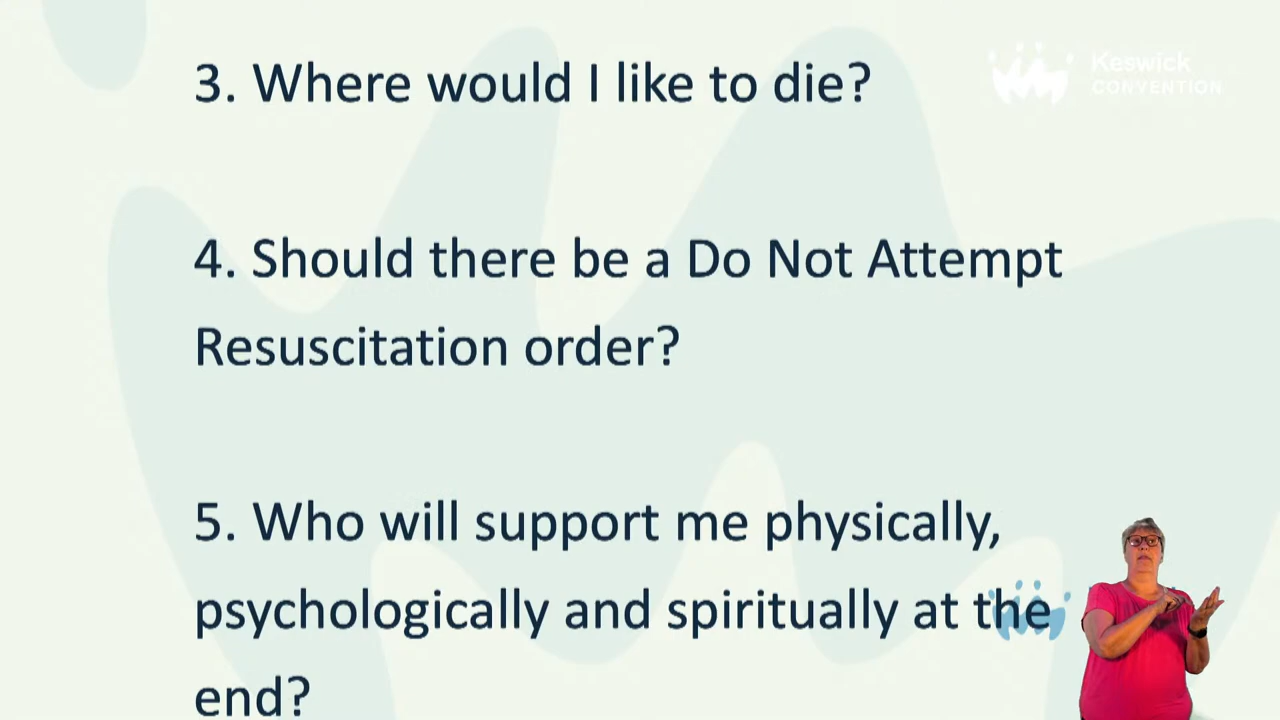 3. Where would I like to die?
Keswick
CONVENTION
4. Should there be a Do Not Attempt
Resuscitation order?
5. Who will support me physically,
psychologically and spiritually at the
end?